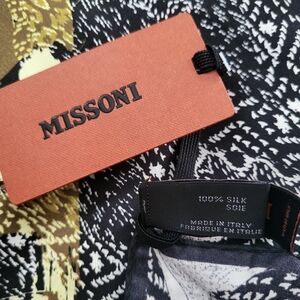 MISSONI
100% SILK
SOIE
MADE IN ITALY
FABRIQUE EN ITALIE